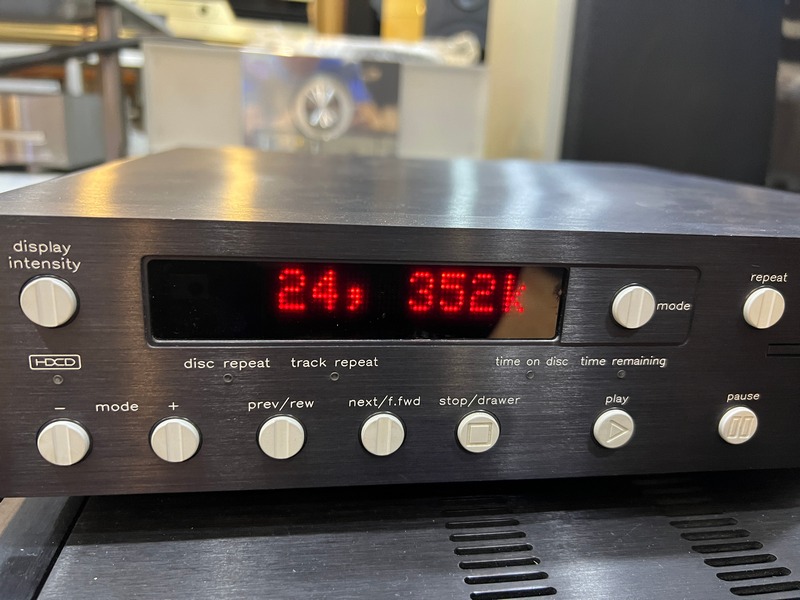 display
intensity
24, 352k
mode
repeat
HDCD
disc repeat track repeat
time on disc time remaining
- mode +
prev/rew
next/f.fwd
stop/drawer
play
pause